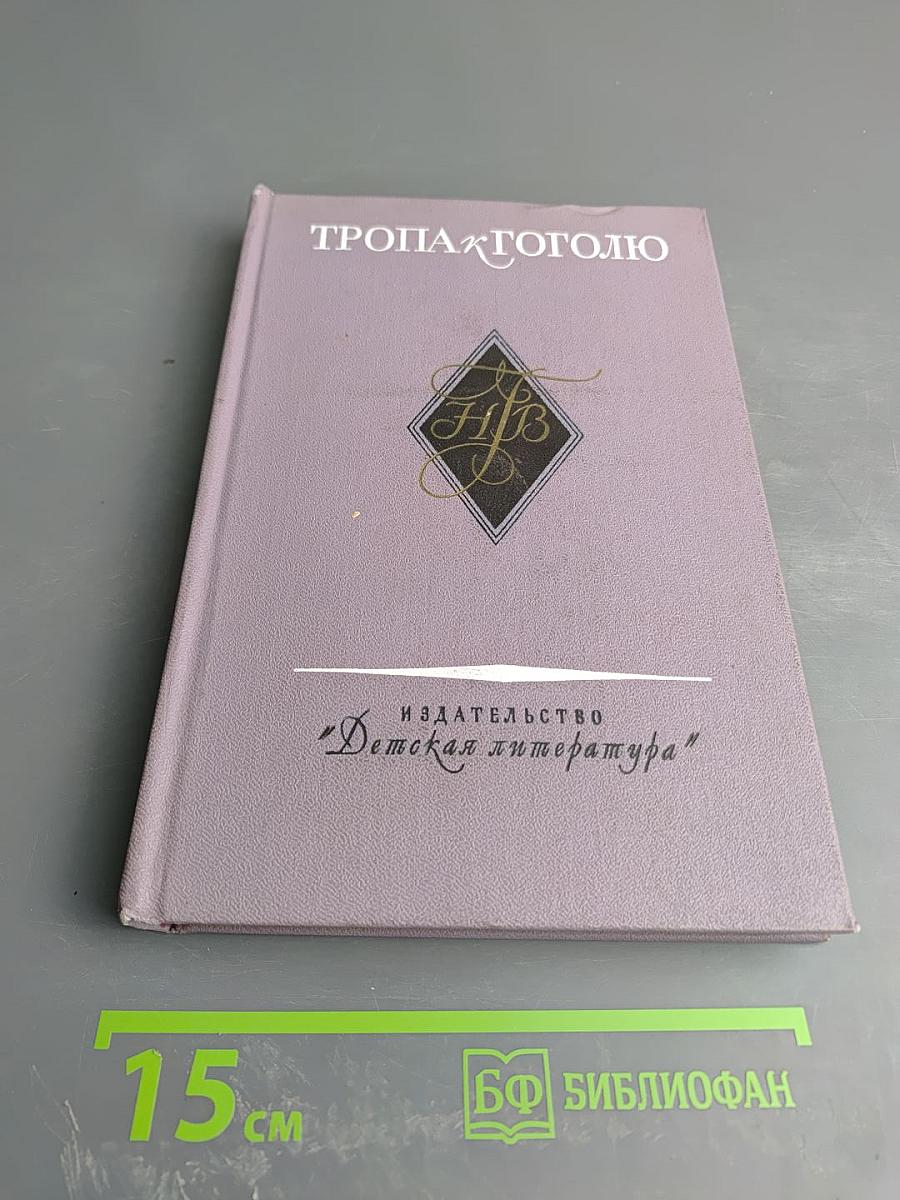 ТРОПА к ГОГОЛЮ
НГВ
ИЗДАТЕЛЬСТВО
"Детская литература"
15 см
БФ БИБЛИОФАН